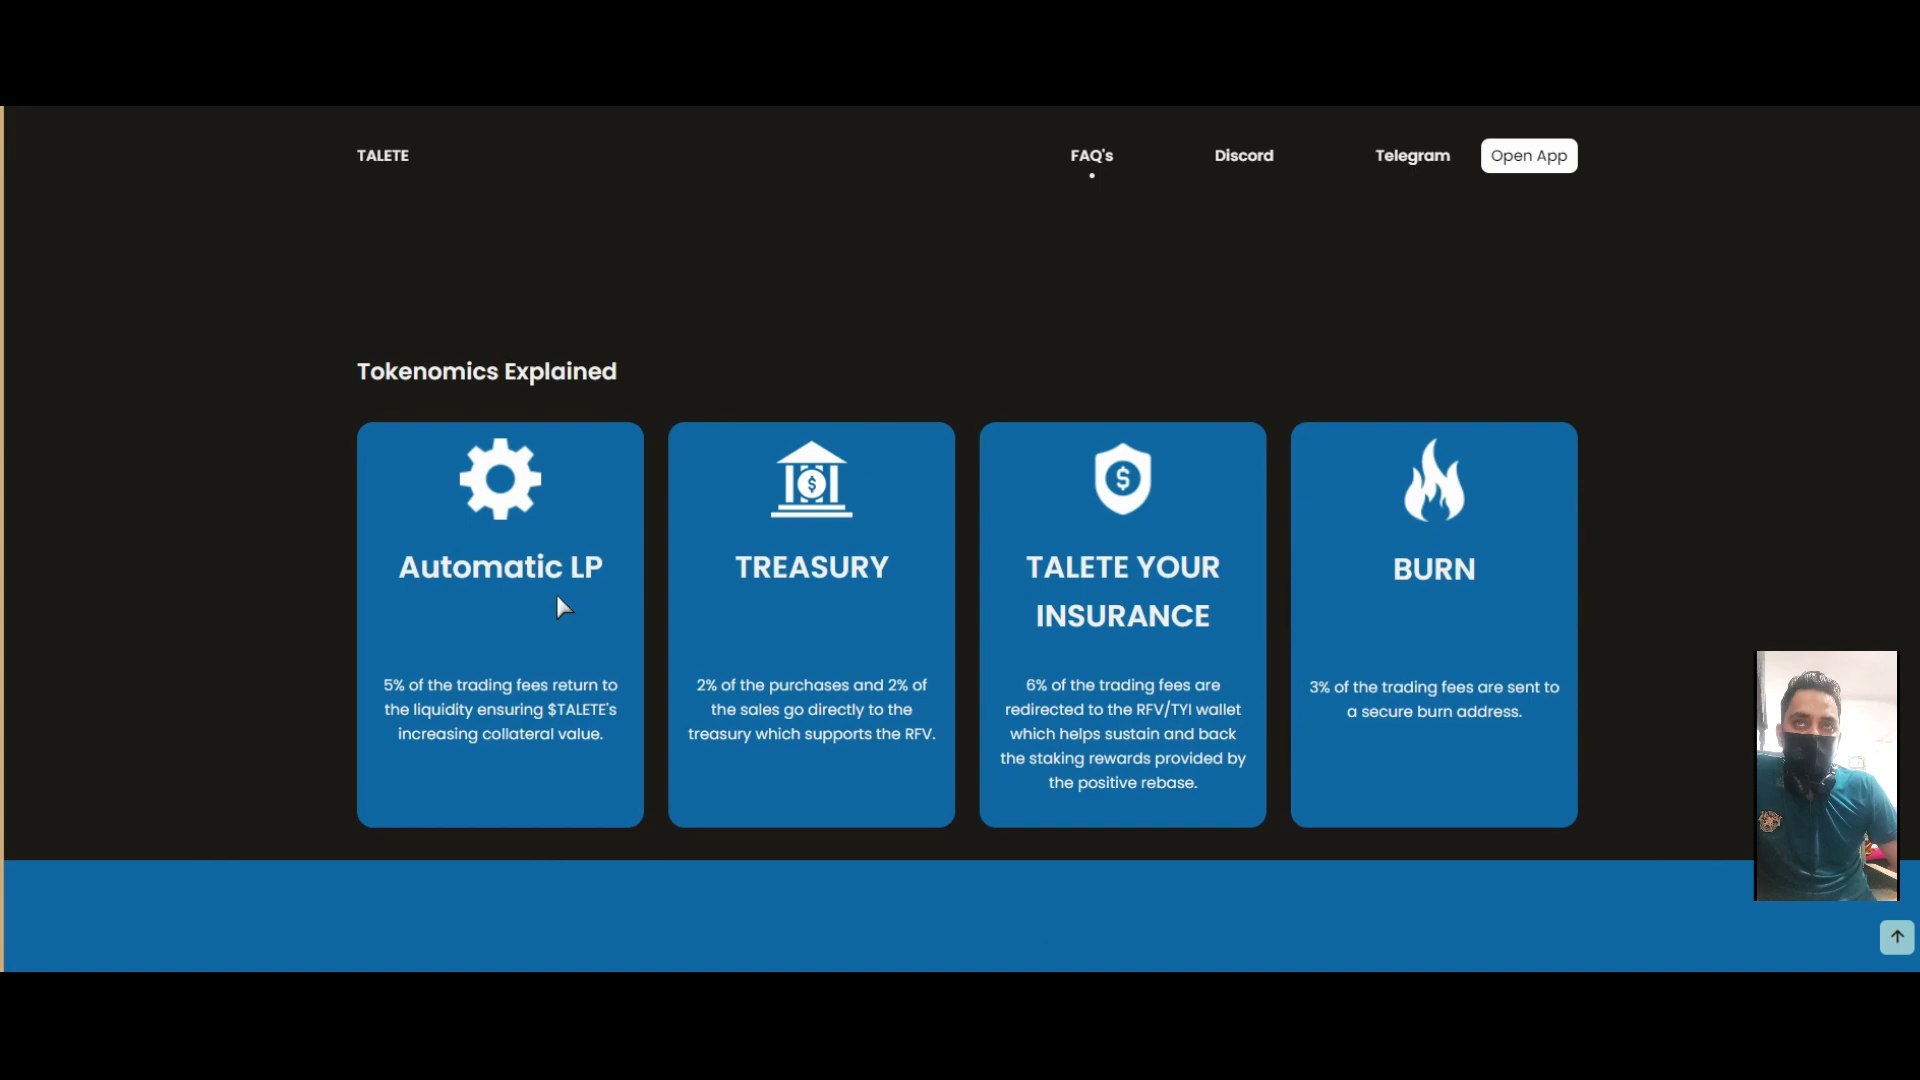 TALETE
FAQ's
Discord
Telegram
Open App
Tokenomics Explained
Automatic LP
5% of the trading fees return to
the liquidity ensuring $TALETE's
increasing collateral value.
TREASURY
2% of the purchases and 2% of
the sales go directly to the
treasury which supports the RFV.
TALETE YOUR
INSURANCE
6% of the trading fees are
redirected to the RFV/TYI wallet
which helps sustain and back
the staking rewards provided by
the positive rebase.
BURN
3% of the trading fees are sent to
a secure burn address.